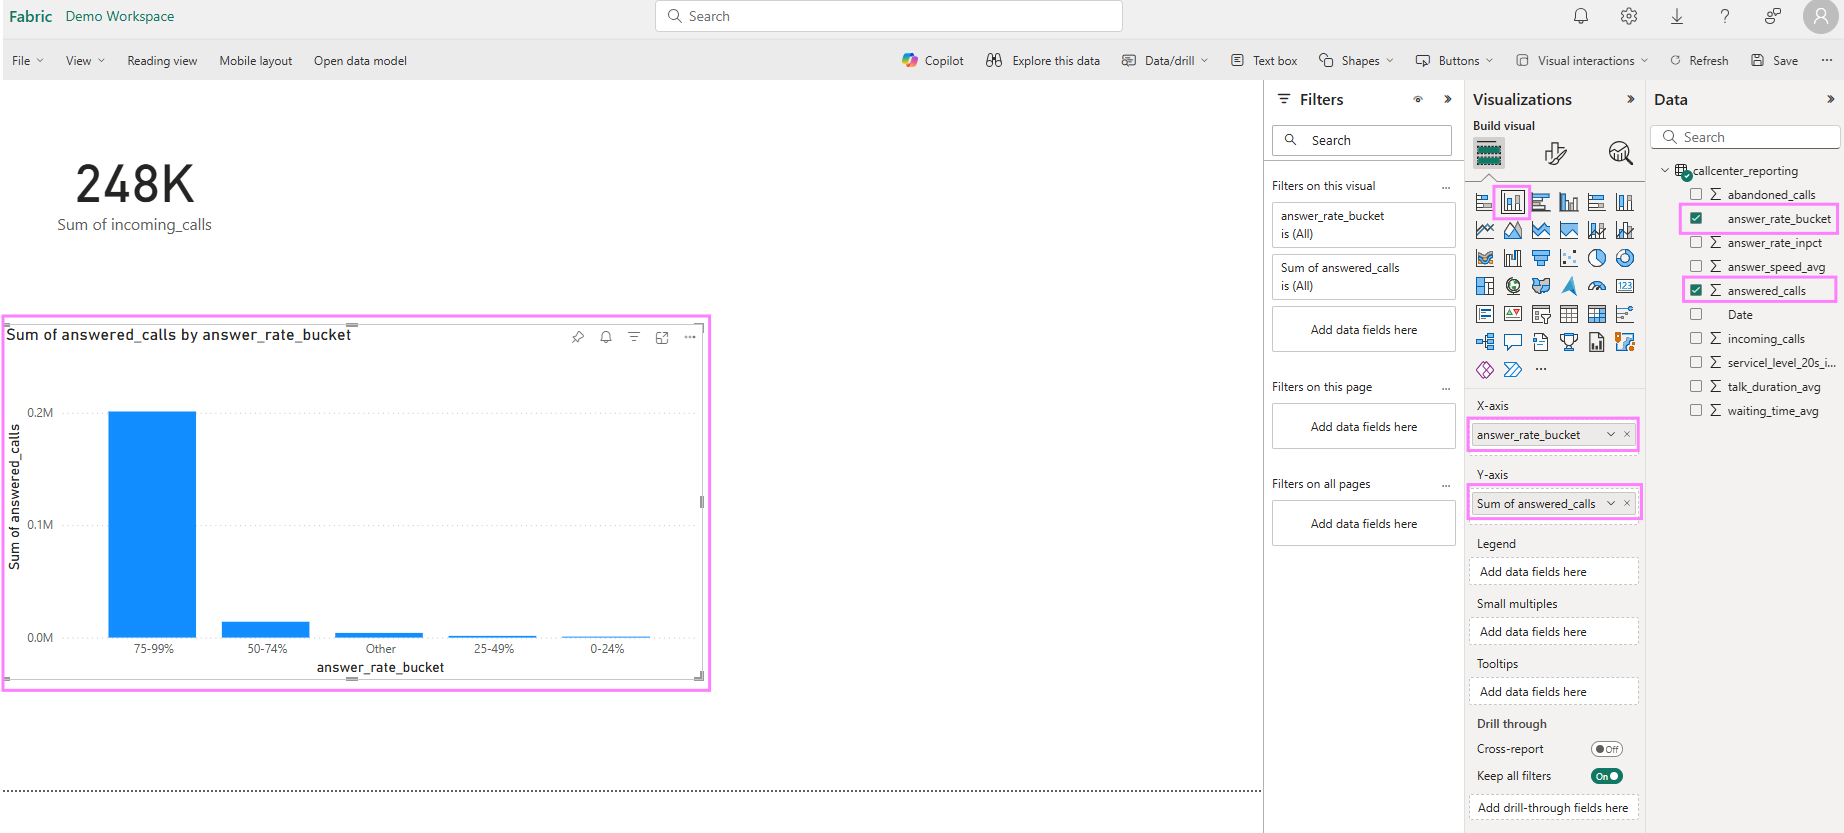 Fabric Demo Workspace Search
File View Reading view Mobile layout Open data model Copilot Explore this data Data/drill Text box Shapes Buttons Visual interactions Refresh Save
248K
Sum of incoming_calls
Sum of answered_calls by answer_rate_bucket
Sum of answered_calls
0.2M
0.1M
0.0M
75-99% 50-74% Other 25-49% 0-24%
answer_rate_bucket
Filters
Search
Filters on this visual
answer_rate_bucket
is (All)
Sum of answered_calls
is (All)
Add data fields here
Filters on this page
Add data fields here
Filters on all pages
Add data fields here
Visualizations
Build visual
123
X-axis
answer_rate_bucket
Y-axis
Sum of answered_calls
Legend
Add data fields here
Small multiples
Add data fields here
Tooltips
Add data fields here
Drill through
Cross-report Off
Keep all filters On
Add drill-through fields here
Data
Search
callcenter_reporting
abandoned_calls
answer_rate_bucket
answer_rate_inpct
answer_speed_avg
answered_calls
Date
incoming_calls
servicel_level_20s_i...
talk_duration_avg
waiting_time_avg